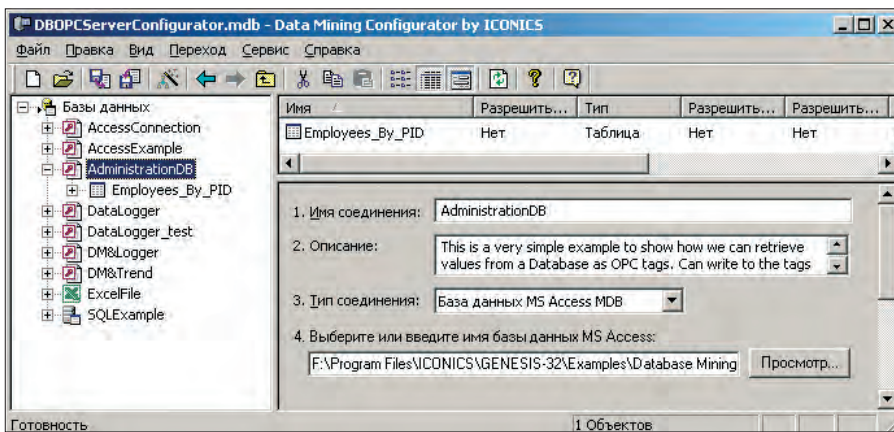 DBOPCServerConfigurator.mdb - Data Mining Configurator by ICONICS
Файл Правка Вид Переход Сервис Справка
Базы данных
AccessConnection
AccessExample
AdministrationDB
Employees_By_PID
DataLogger
DataLogger_test
DM&Logger
DM&Trend
ExcelFile
SQLExample
Имя Разрешить... Тип Разрешить... Разрешить...
Employees_By_PID Нет Таблица Нет Нет
1. Имя соединения: AdministrationDB
2. Описание: This is a very simple example to show how we can retrieve
values from a Database as OPC tags. Can write to the tags
3. Тип соединения: База данных MS Access MDB
4. Выберите или введите имя базы данных MS Access:
F:\Program Files\ICONICS\GENESIS-32\Examples\Database Mining Просмотр...
Готовность 1 Объектов